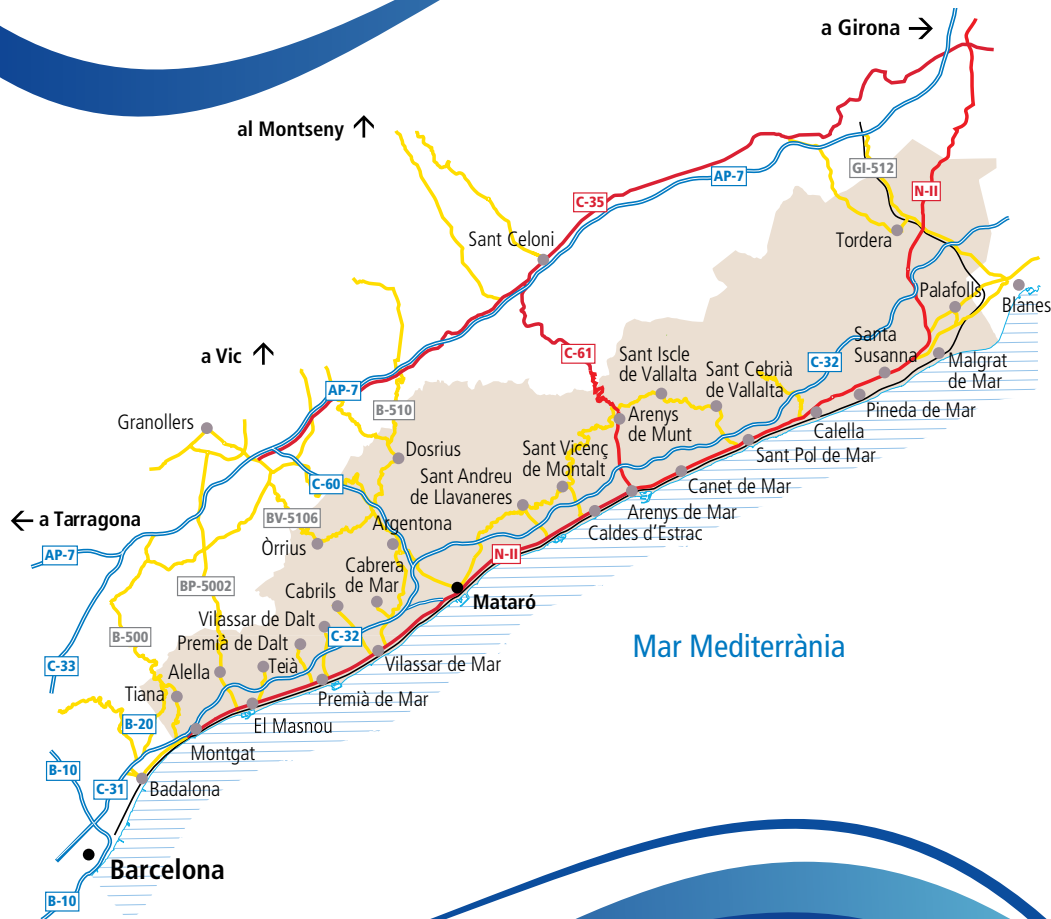 a Girona →
al Montseny ↑
GI-512
AP-7
N-II
C-35
Sant Celoni
Tordera
Palafolls
Blanes
a Vic ↑
C-61
Sant Iscle
de Vallalta
Sant Cebrià
de Vallalta
C-32
Santa
Susanna
Malgrat
de Mar
AP-7
B-510
Granollers
Arenys
de Munt
Pineda de Mar
Calella
Dosrius
Sant Vicenç
de Montalt
Sant Pol de Mar
Sant Andreu
de Llavaneres
C-60
Canet de Mar
← a Tarragona
BV-5106
Argentona
Arenys de Mar
Caldes d'Estrac
AP-7
Òrrius
N-II
Cabrera
de Mar
BP-5002
Cabrils
Mataró
Vilassar de Dalt
B-500
Premià de Dalt
C-32
Mar Mediterrània
C-33
Alella
Teià
Vilassar de Mar
Tiana
Premià de Mar
B-20
El Masnou
Montgat
B-10
C-31
Badalona
Barcelona
B-10